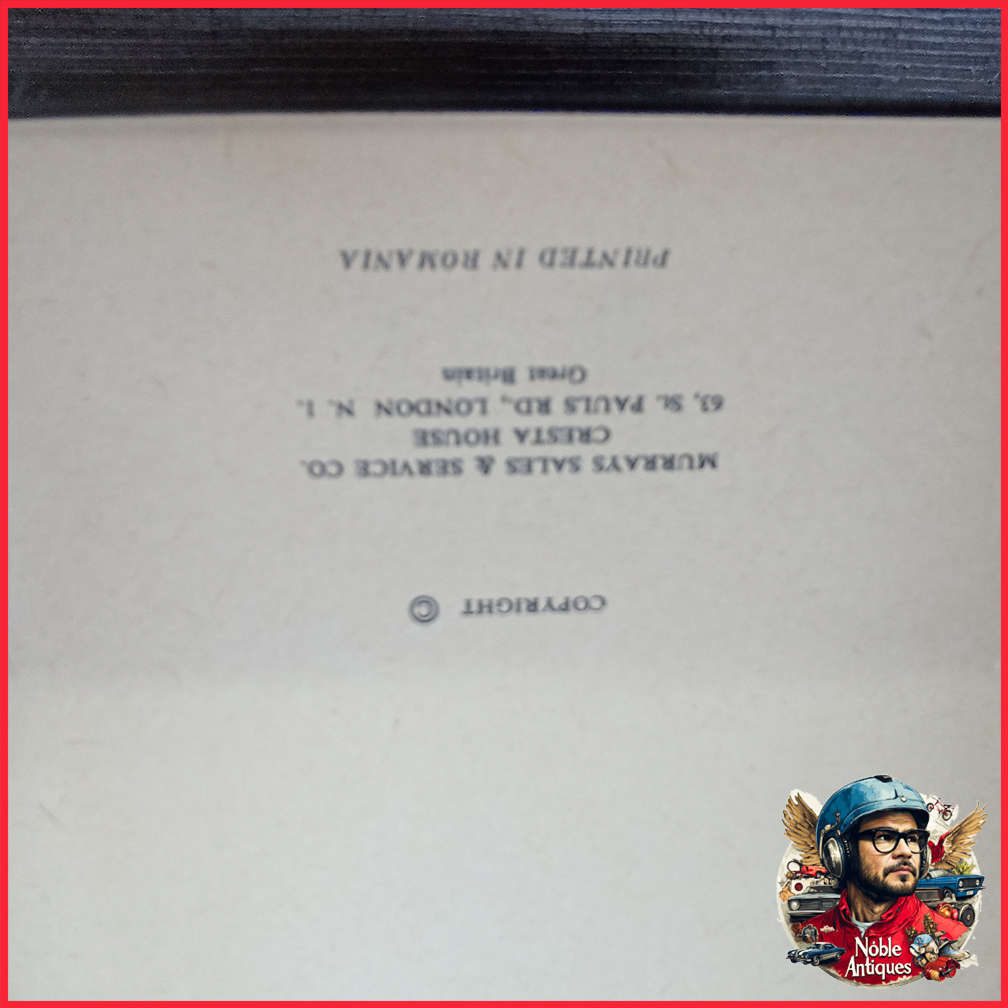 COPYRIGHT ©
MURRAYS SALES & SERVICE CO.
CRESTA HOUSE
63, St. PAULS RD., LONDON N. 1.
Great Britain
PRINTED IN ROMANIA
Noble
Antiques